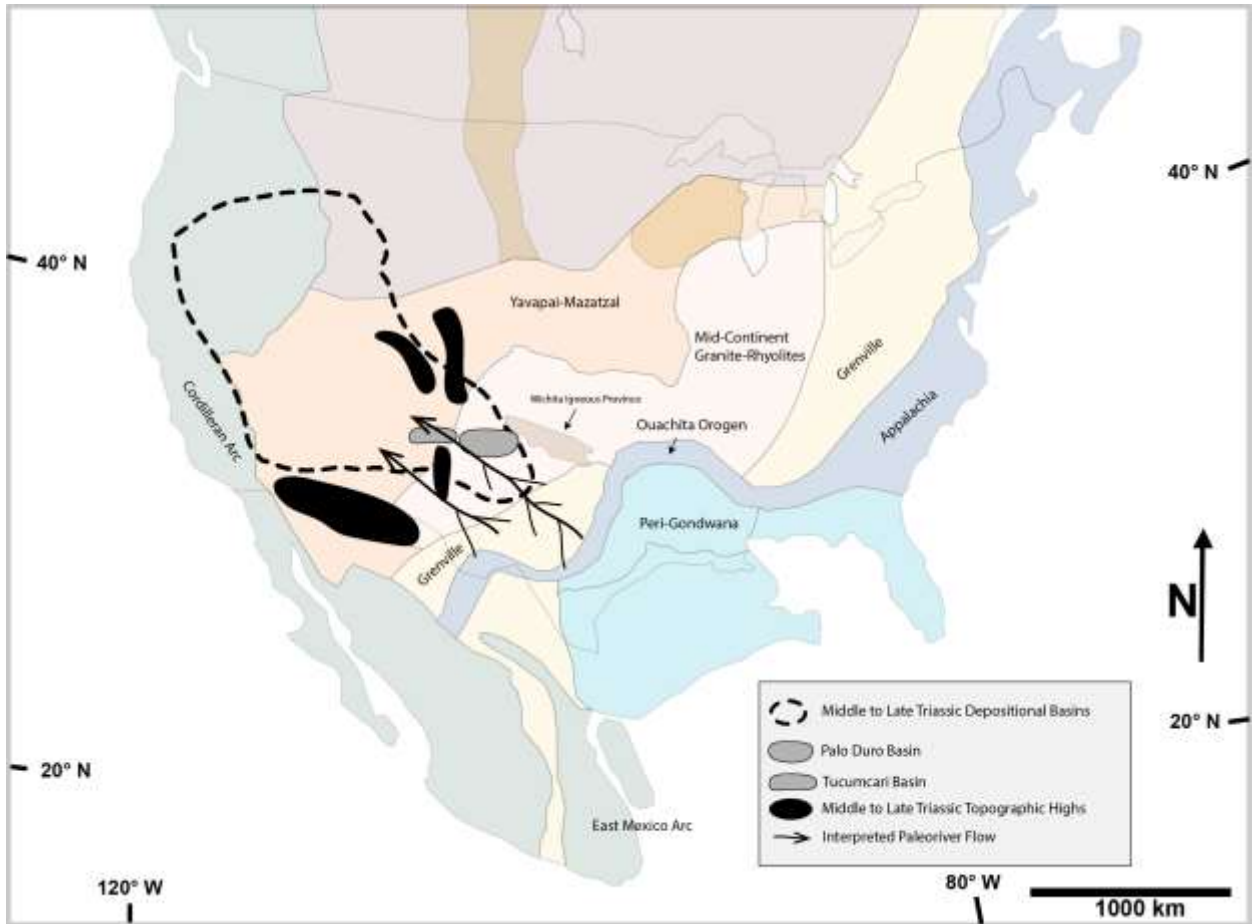 40° N
40° N
Yavapai-Mazatzal
Mid-Continent
Granite-Rhyolites
Grenville
Cordilleran Arc
Wichita Igneous Province
Ouachita Orogen
Appalachia
Peri-Gondwana
Grenville
N
Middle to Late Triassic Depositional Basins
Palo Duro Basin
Tucumcari Basin
Middle to Late Triassic Topographic Highs
Interpreted Paleoriver Flow
20° N
20° N
East Mexico Arc
120° W
80° W
1000 km